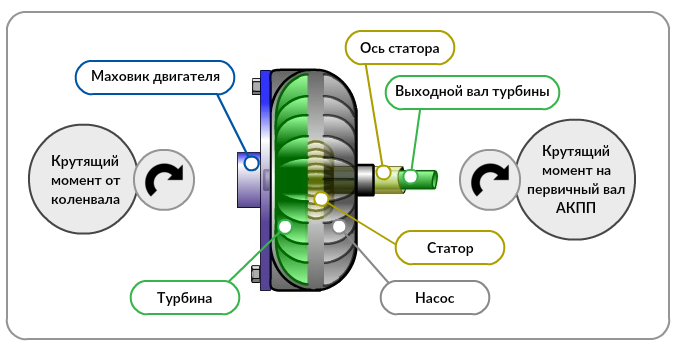 Ось статора
Маховик двигателя
Выходной вал турбины
Крутящий
момент от
коленвала
Крутящий
момент на
первичный вал
АКПП
Статор
Турбина
Насос